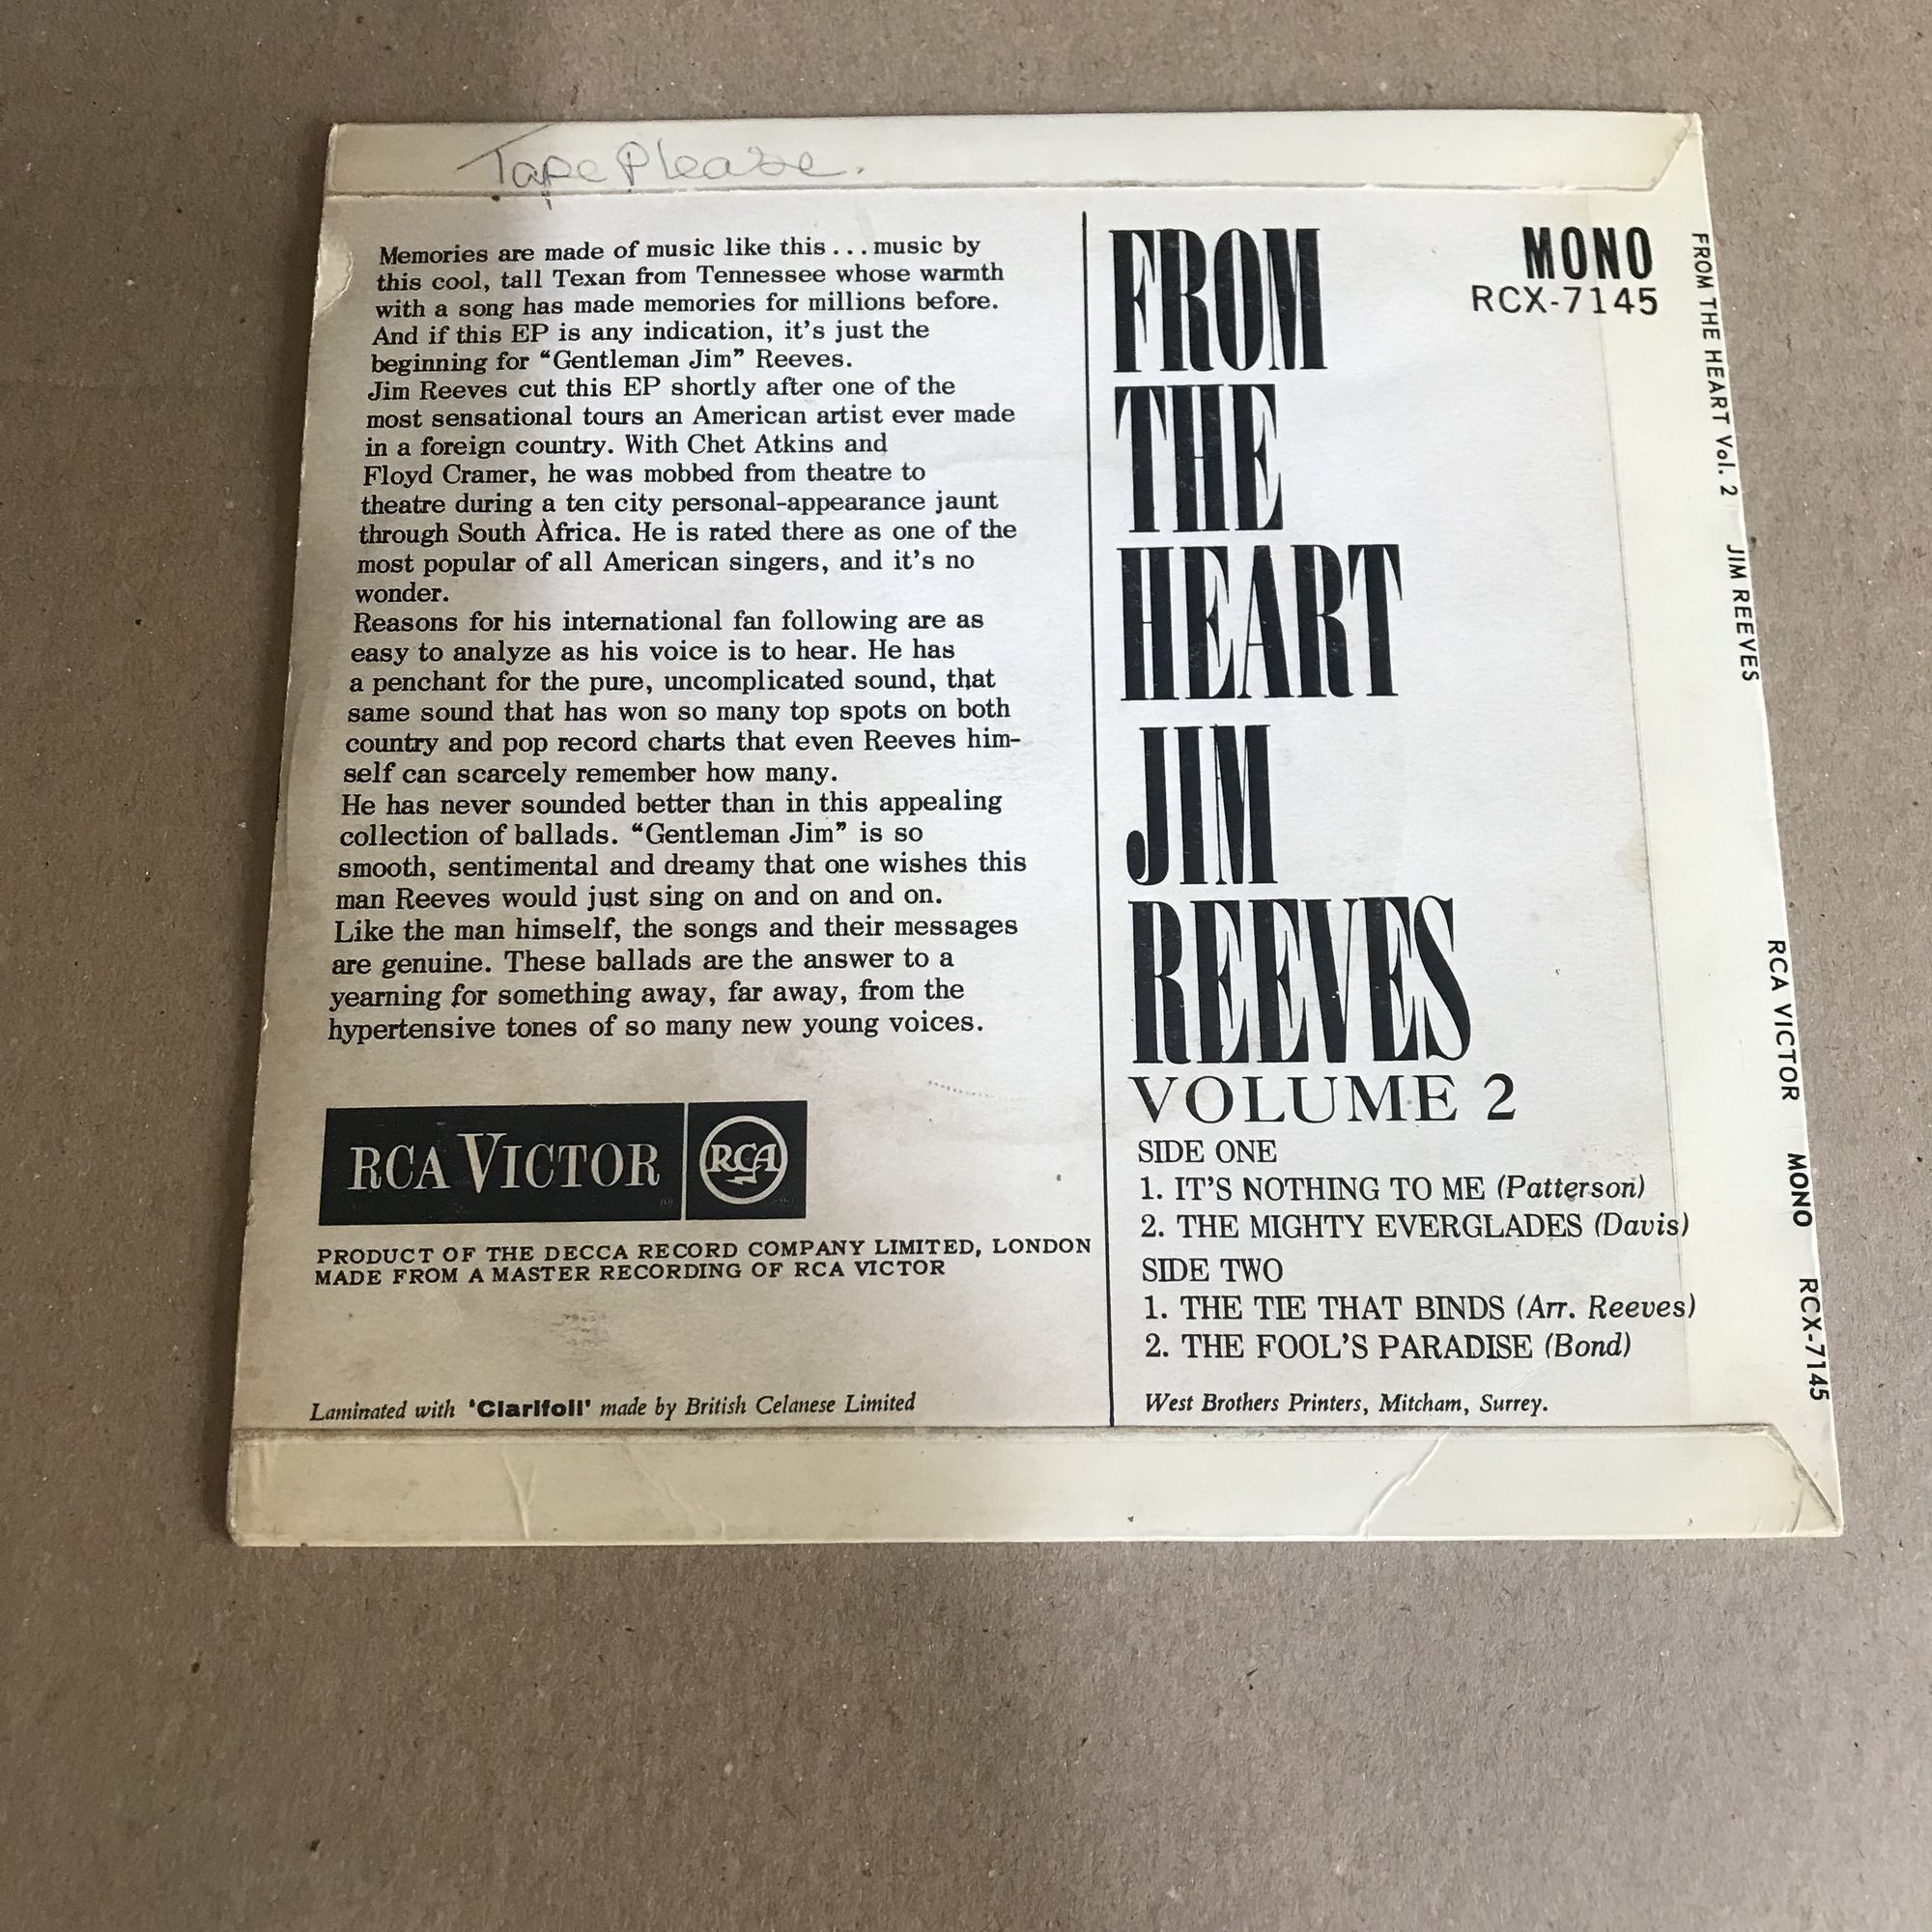 Tape Please.
Memories are made of music like this...music by
this cool, tall Texan from Tennessee whose warmth
with a song has made memories for millions before.
And if this EP is any indication, it's just the
beginning for “Gentleman Jim” Reeves.
Jim Reeves cut this EP shortly after one of the
most sensational tours an American artist ever made
in a foreign country. With Chet Atkins and
Floyd Cramer, he was mobbed from theatre to
theatre during a ten city personal-appearance jaunt
through South Africa. He is rated there as one of the
most popular of all American singers, and it's no
wonder.
Reasons for his international fan following are as
easy to analyze as his voice is to hear. He has
a penchant for the pure, uncomplicated sound, that
same sound that has won so many top spots on both
country and pop record charts that even Reeves him-
self can scarcely remember how many.
He has never sounded better than in this appealing
collection of ballads. “Gentleman Jim” is so
smooth, sentimental and dreamy that one wishes this
man Reeves would just sing on and on and on.
Like the man himself, the songs and their messages
are genuine. These ballads are the answer to a
yearning for something away, far away, from the
hypertensive tones of so many new young voices.
RCA VICTOR
RCA
PRODUCT OF THE DECCA RECORD COMPANY LIMITED, LONDON
MADE FROM A MASTER RECORDING OF RCA VICTOR
Laminated with 'Clarifoil' made by British Celanese Limited
FROM
THE
HEART
JIM
REEVES
VOLUME 2
MONO
RCX-7145
SIDE ONE
1. IT'S NOTHING TO ME (Patterson)
2. THE MIGHTY EVERGLADES (Davis)
SIDE TWO
1. THE TIE THAT BINDS (Arr. Reeves)
2. THE FOOL'S PARADISE (Bond)
West Brothers Printers, Mitcham, Surrey.
FROM THE HEART Vol. 2 JIM REEVES RCA VICTOR MONO RCX-7145